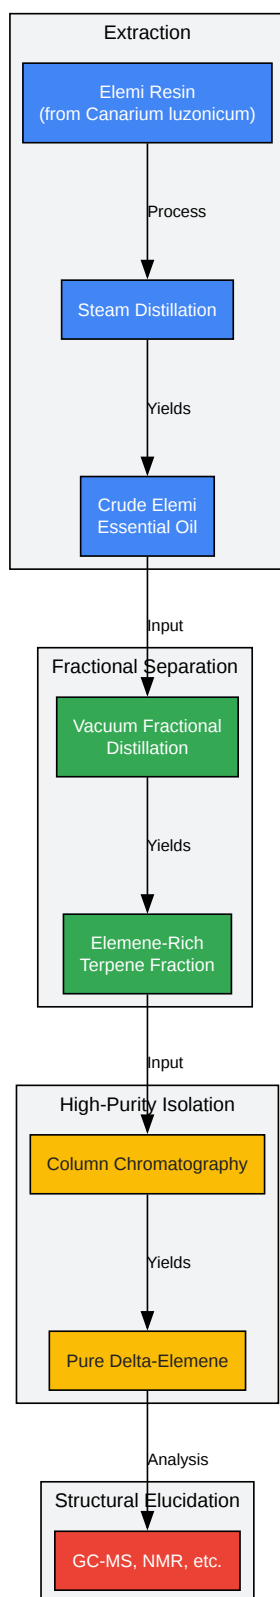 Extraction
Elemi Resin
(from Canarium luzonicum)
Process
Steam Distillation
Yields
Crude Elemi
Essential Oil
Input
Fractional Separation
Vacuum Fractional
Distillation
Yields
Elemene-Rich
Terpene Fraction
Input
High-Purity Isolation
Column Chromatography
Yields
Pure Delta-Elemene
Analysis
Structural Elucidation
GC-MS, NMR, etc.